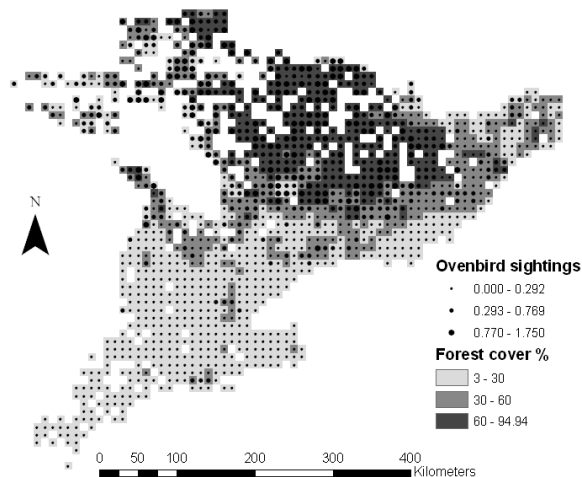 N
Ovenbird sightings
0.000 - 0.292
0.293 - 0.769
0.770 - 1.750
Forest cover %
3 - 30
30 - 60
60 - 94.94
0 50 100 200 300 400
Kilometers